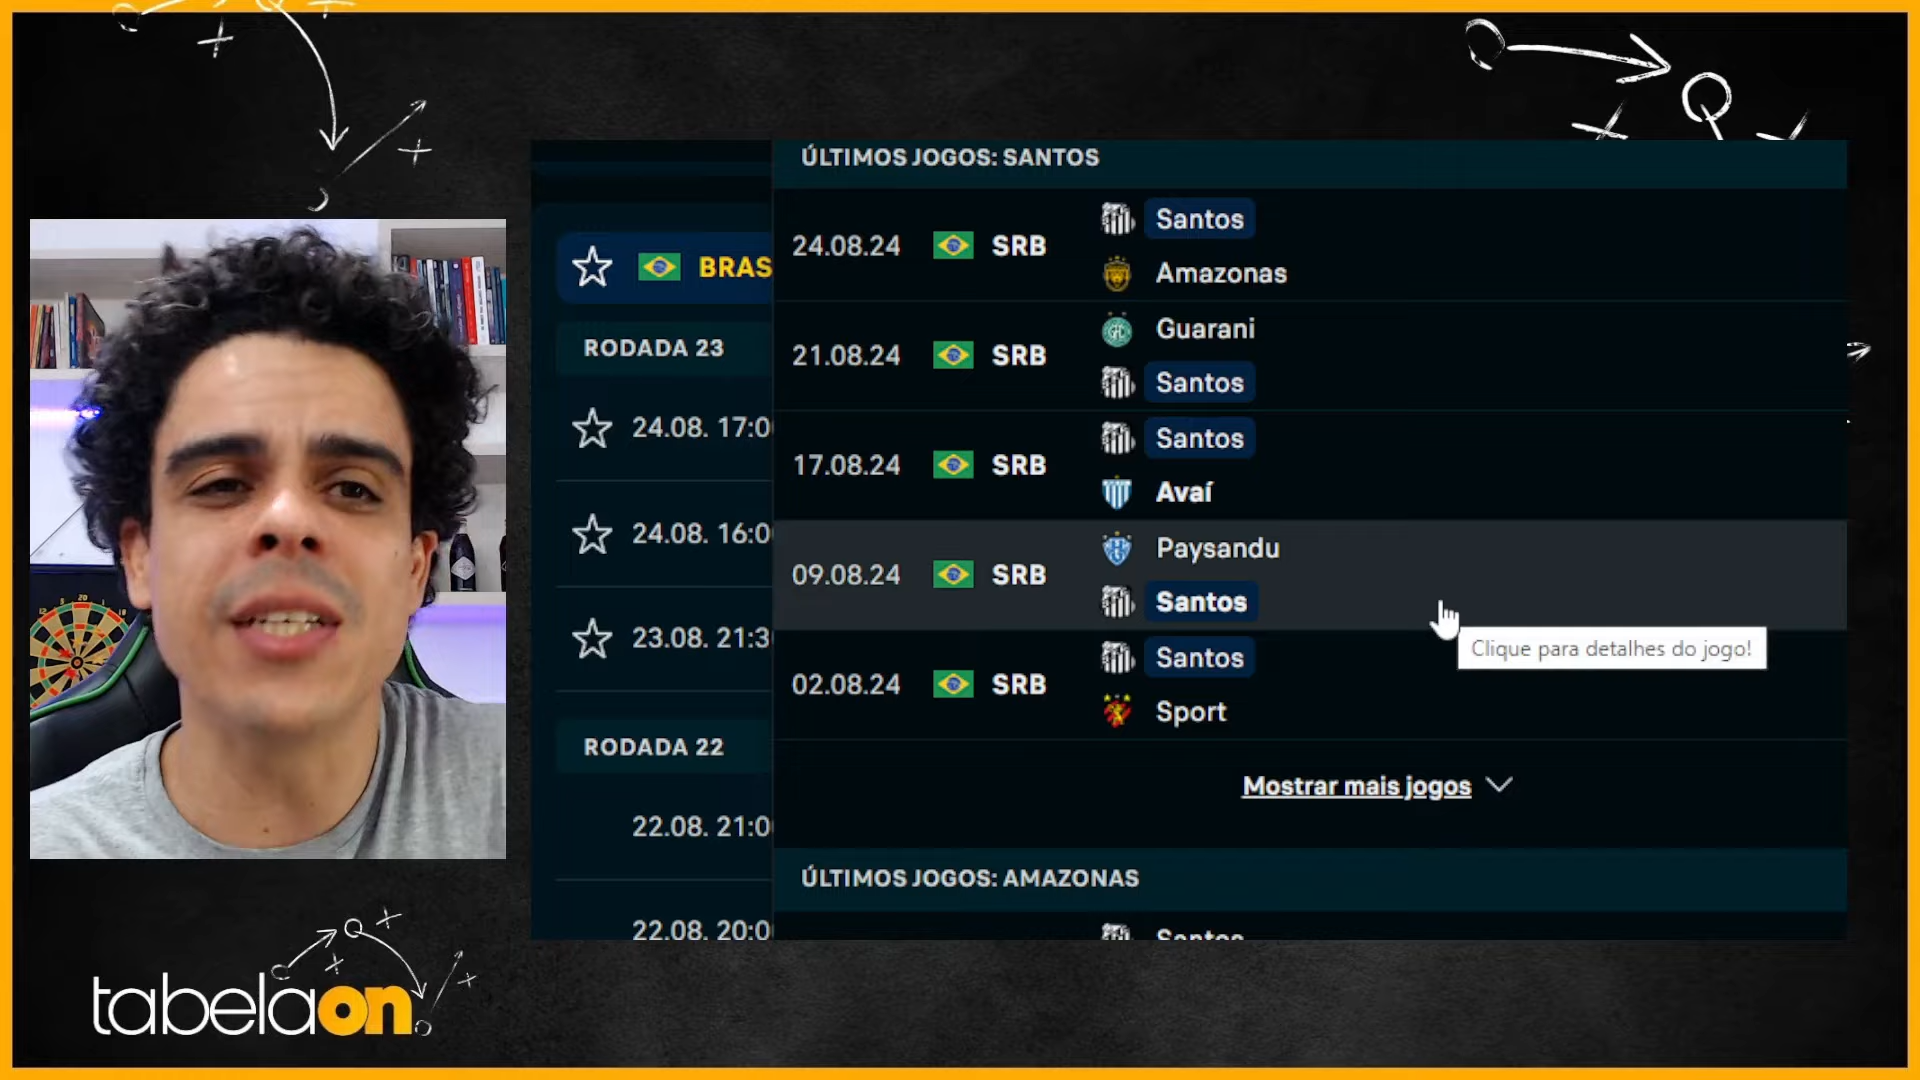 ÚLTIMOS JOGOS: SANTOS
BRAS
RODADA 23
24.08. 17:0
24.08. 16:0
23.08. 21:3
RODADA 22
22.08. 21:0
22.08. 20:0
24.08.24 SRB
Santos
Amazonas
21.08.24 SRB
Guarani
Santos
17.08.24 SRB
Santos
Avaí
09.08.24 SRB
Paysandu
Santos
02.08.24 SRB
Santos
Sport
Clique para detalhes do jogo!
Mostrar mais jogos
ÚLTIMOS JOGOS: AMAZONAS
Santos
tabelaon